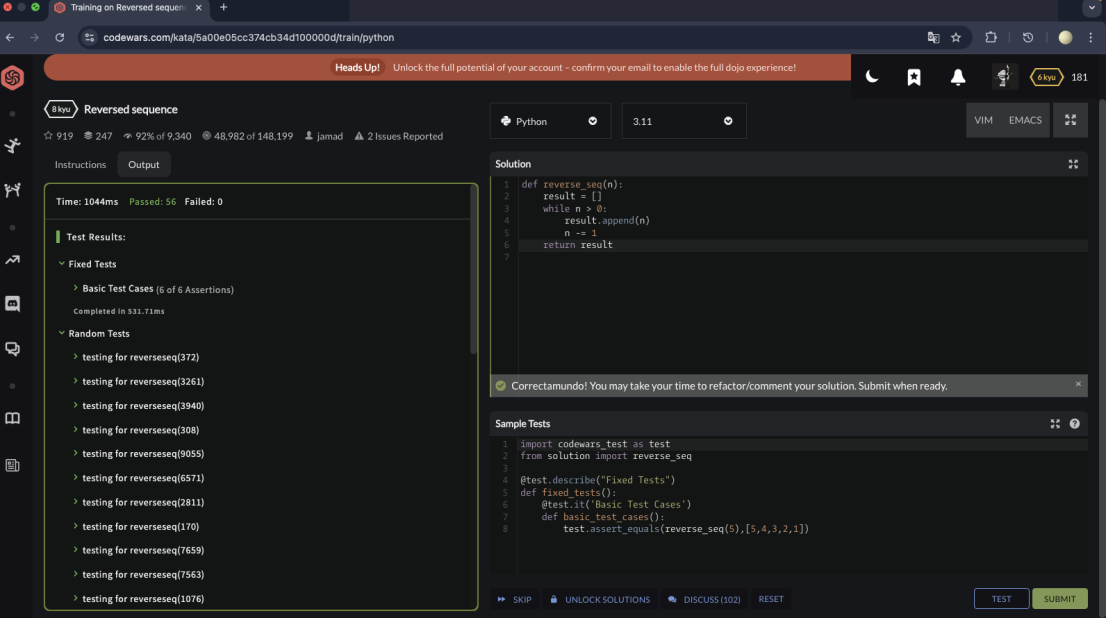 Training on Reversed sequen
codewars.com/kata/5a00e05cc374cb34d100000d/train/python
Heads Up! Unlock the full potential of your account – confirm your email to enable the full dojo experience!
6 kyu 181
8 kyu Reversed sequence
919 247 92% of 9,340 48,982 of 148,199 jamad 2 Issues Reported
Python 3.11 VIM EMACS
Instructions Output
Time: 1044ms Passed: 56 Failed: 0
Test Results:
Fixed Tests
Basic Test Cases (6 of 6 Assertions)
Completed in 531.71ms
Random Tests
testing for reverseseq(372)
testing for reverseseq(3261)
testing for reverseseq(3940)
testing for reverseseq(308)
testing for reverseseq(9055)
testing for reverseseq(6571)
testing for reverseseq(2811)
testing for reverseseq(170)
testing for reverseseq(7659)
testing for reverseseq(7563)
testing for reverseseq(1076)
Solution
1 def reverse_seq(n):
2     result = []
3     while n > 0:
4         result.append(n)
5         n -= 1
6     return result
7
Correctamundo! You may take your time to refactor/comment your solution. Submit when ready.
Sample Tests
1 import codewars_test as test
2 from solution import reverse_seq
3
4 @test.describe("Fixed Tests")
5 def fixed_tests():
6     @test.it('Basic Test Cases')
7     def basic_test_cases():
8         test.assert_equals(reverse_seq(5),[5,4,3,2,1])
SKIP UNLOCK SOLUTIONS DISCUSS (102) RESET TEST SUBMIT